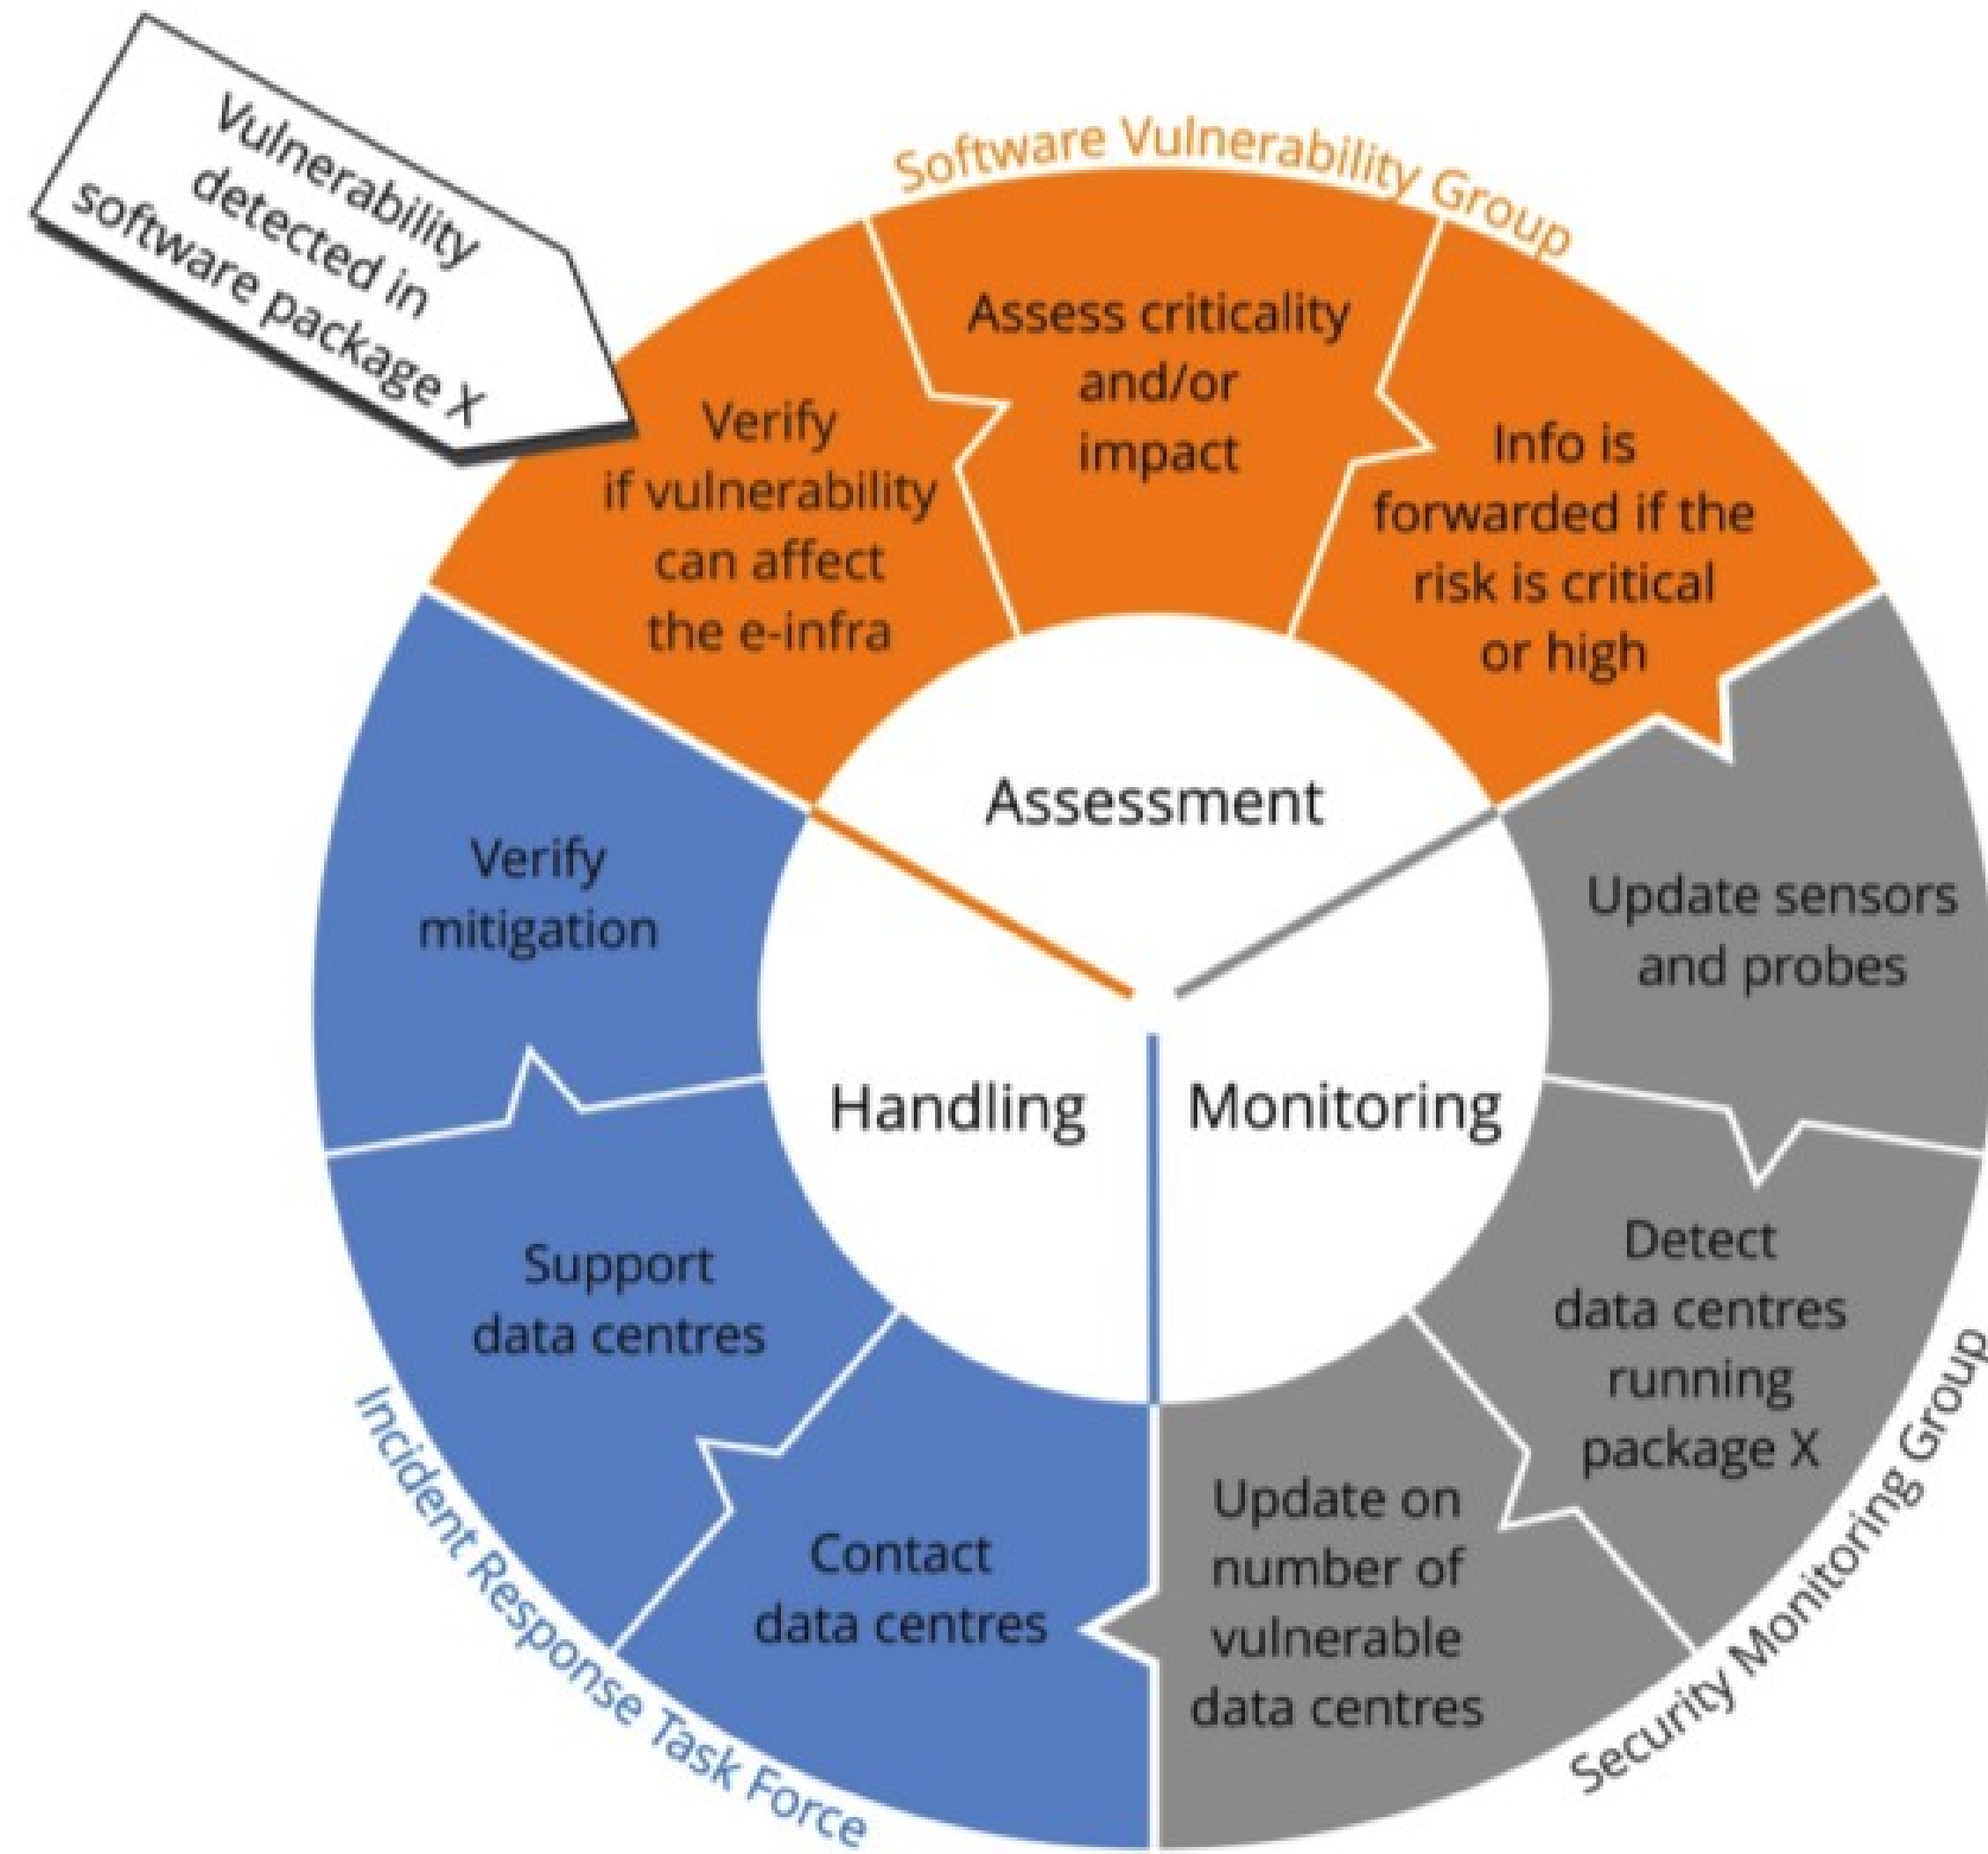 Vulnerability
detected in
software package X
Software Vulnerability Group
Verify
if vulnerability
can affect
the e-infra
Assess criticality
and/or
impact
Info is
forwarded if the
risk is critical
or high
Assessment
Update sensors
and probes
Detect
data centres
running
package X
Update on
number of
vulnerable
data centres
Monitoring
Security Monitoring Group
Contact
data centres
Support
data centres
Verify
mitigation
Handling
Incident Response Task Force